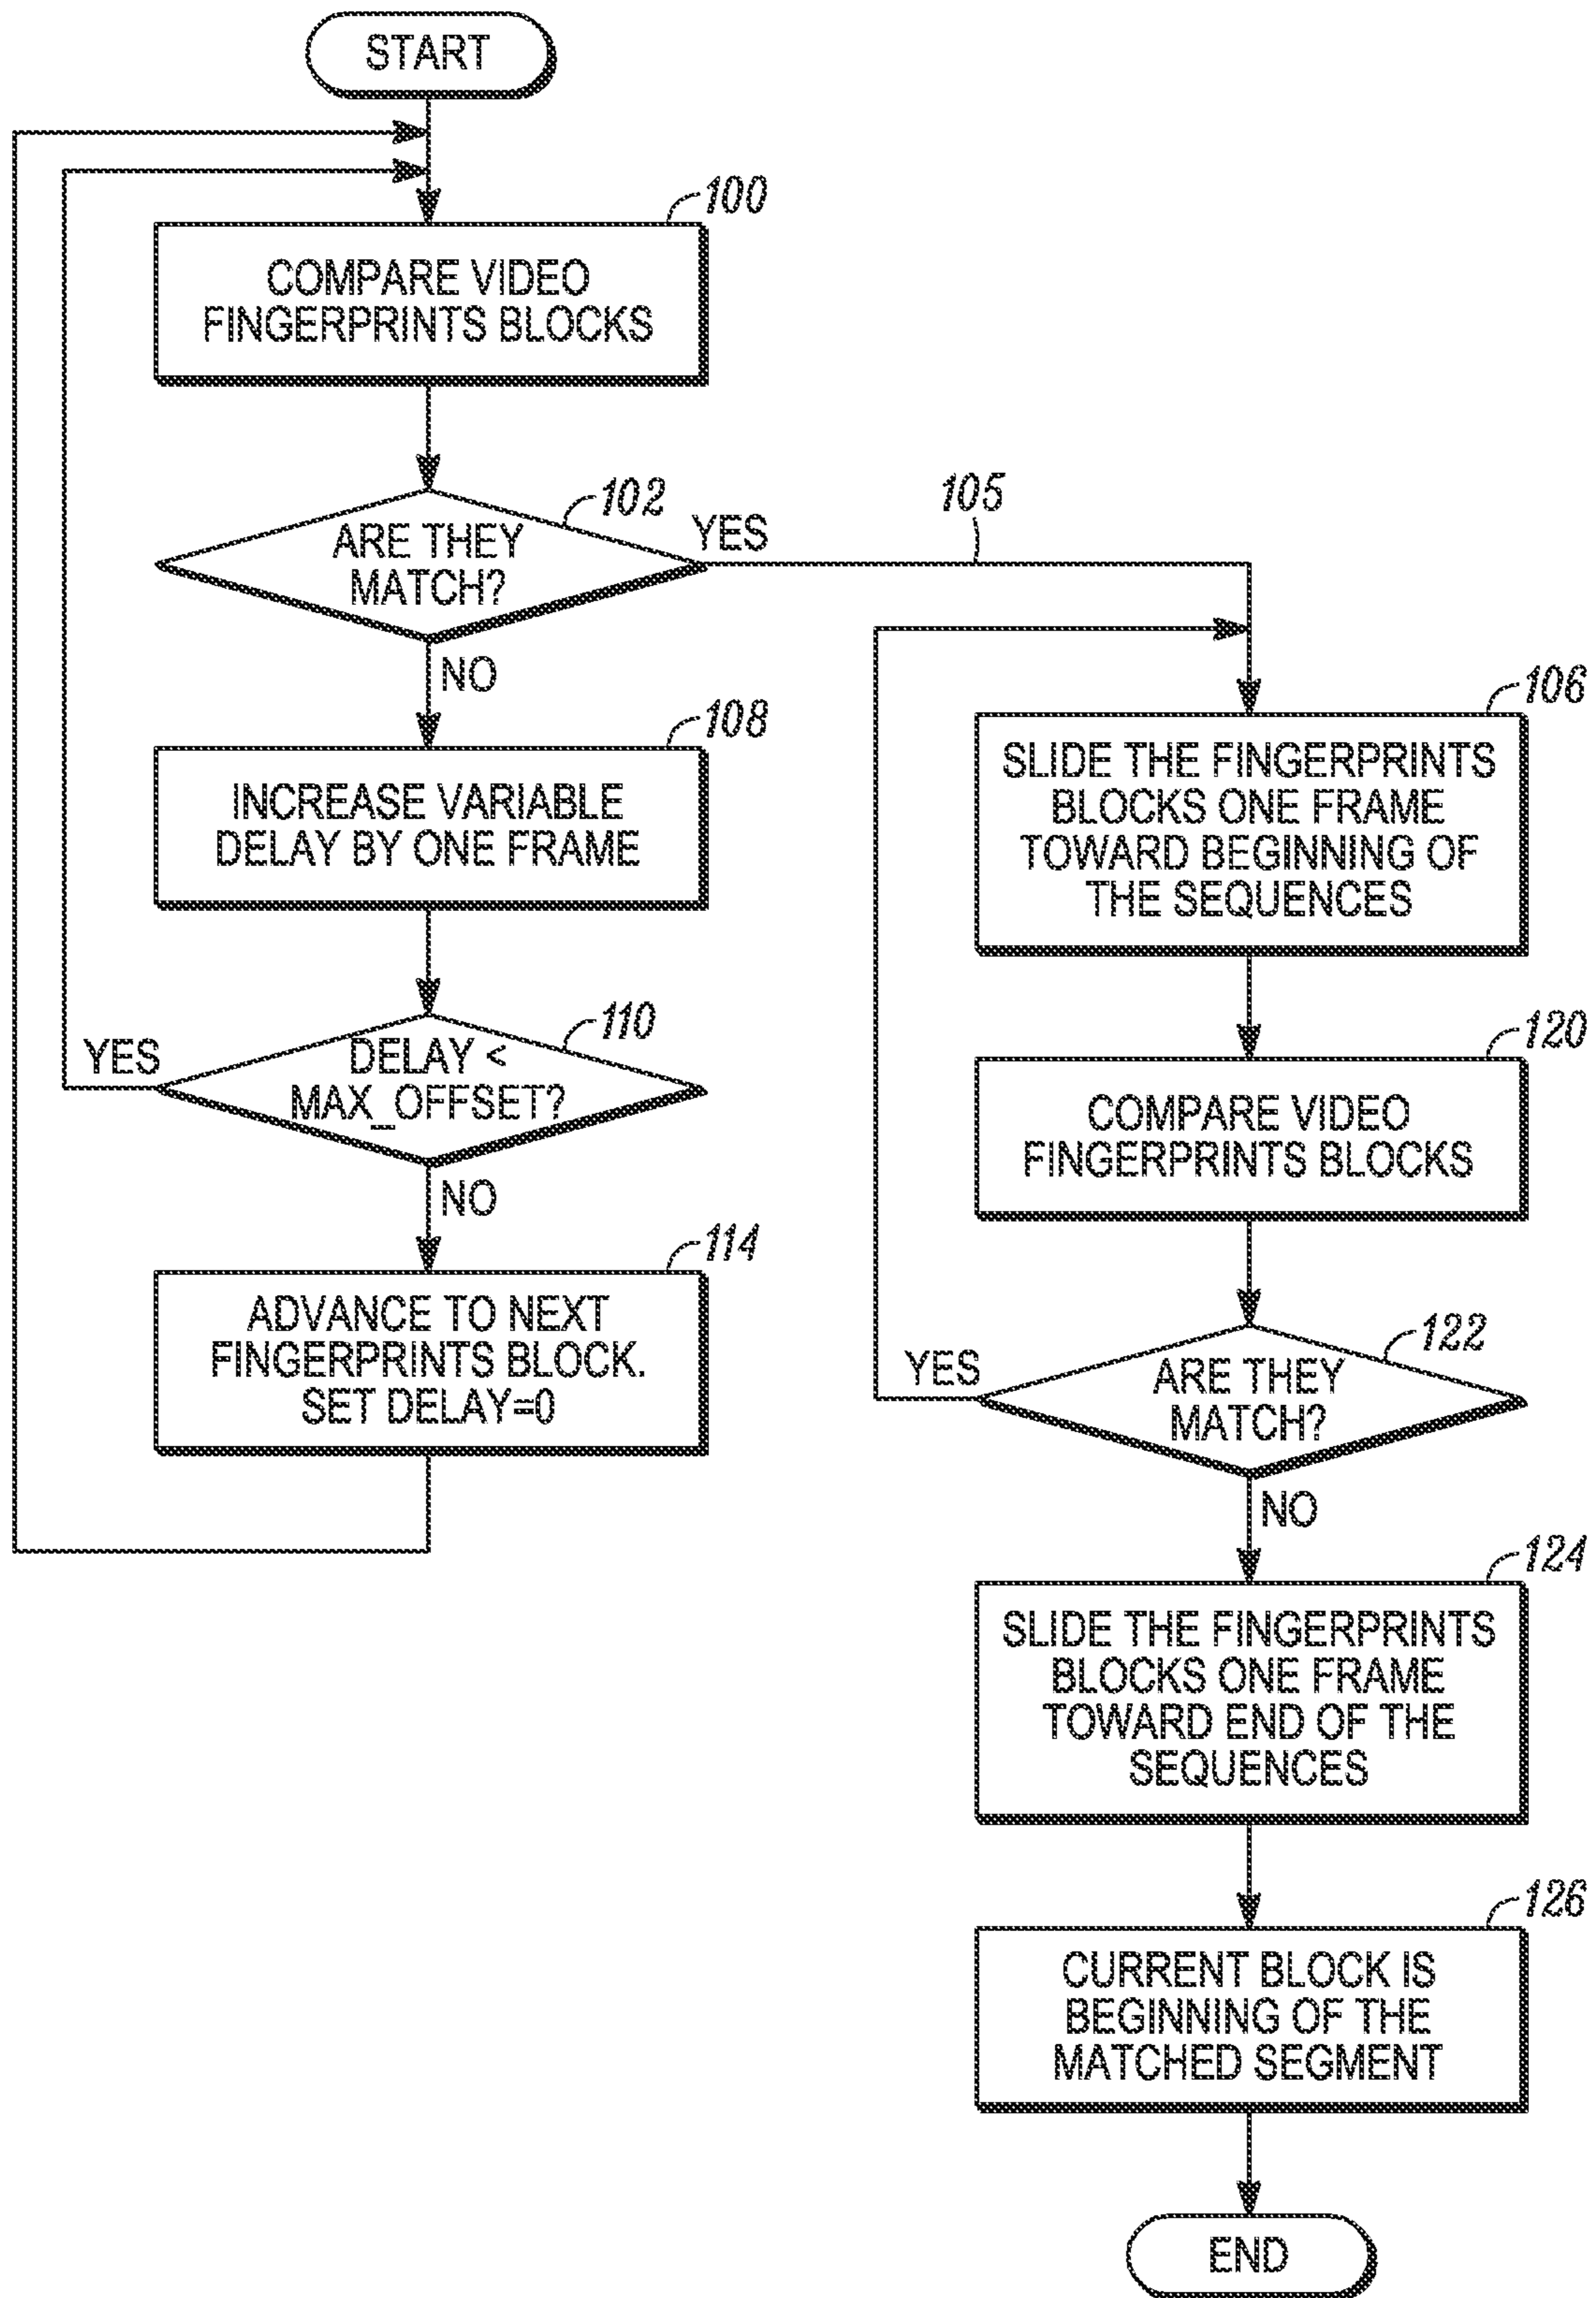 START
100
COMPARE VIDEO
FINGERPRINTS BLOCKS
102
ARE THEY
MATCH?
YES
105
NO
108
INCREASE VARIABLE
DELAY BY ONE FRAME
110
DELAY <
MAX_OFFSET?
YES
NO
114
ADVANCE TO NEXT
FINGERPRINTS BLOCK.
SET DELAY=0
106
SLIDE THE FINGERPRINTS
BLOCKS ONE FRAME
TOWARD BEGINNING OF
THE SEQUENCES
120
COMPARE VIDEO
FINGERPRINTS BLOCKS
122
ARE THEY
MATCH?
YES
NO
124
SLIDE THE FINGERPRINTS
BLOCKS ONE FRAME
TOWARD END OF THE
SEQUENCES
126
CURRENT BLOCK IS
BEGINNING OF THE
MATCHED SEGMENT
END